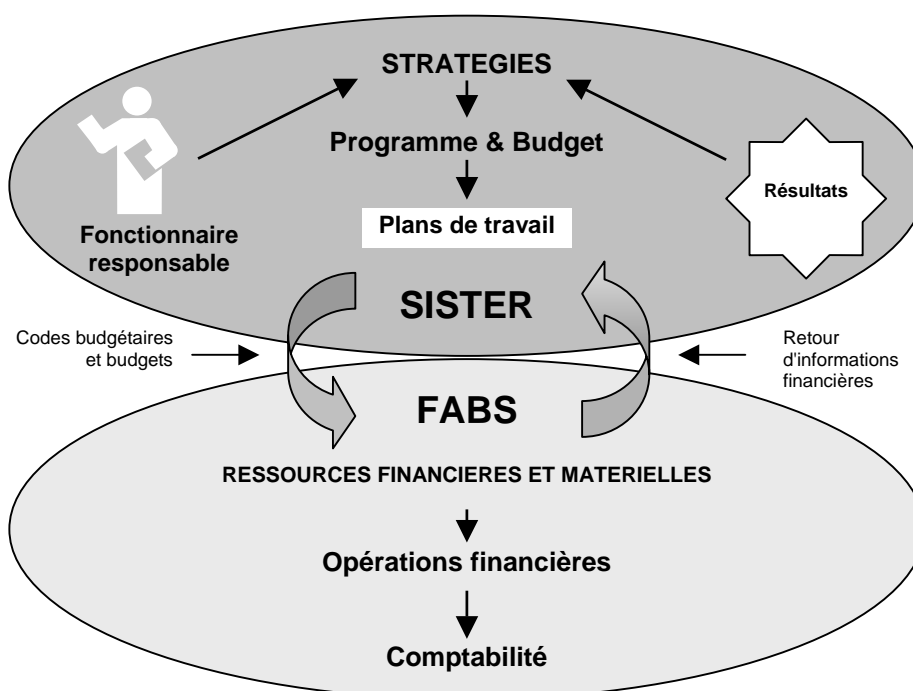 STRATEGIES
Programme & Budget
Plans de travail
Fonctionnaire
responsable
Résultats
SISTER
Codes budgétaires
et budgets
Retour
d'informations
financières
FABS
RESSOURCES FINANCIERES ET MATERIELLES
Opérations financières
Comptabilité